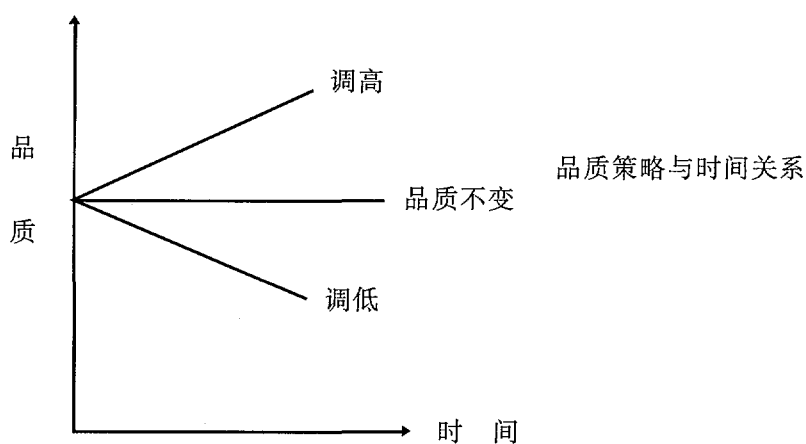 调高
品质
品质策略与时间关系
品质不变
调低
时 间